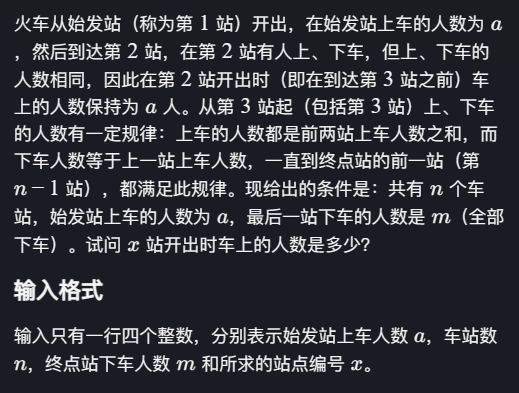 火车从始发站（称为第 1 站）开出，在始发站上车的人数为 a
，然后到达第 2 站，在第 2 站有人上、下车，但上、下车的
人数相同，因此在第 2 站开出时（即在到达第 3 站之前）车
上的人数保持为 a 人。从第 3 站起（包括第 3 站）上、下车
的人数有一定规律：上车的人数都是前两站上车人数之和，而
下车人数等于上一站上车人数，一直到终点站的前一站（第
n − 1 站），都满足此规律。现给出的条件是：共有 n 个车
站，始发站上车的人数为 a，最后一站下车的人数是 m（全部
下车）。试问 x 站开出时车上的人数是多少？
输入格式
输入只有一行四个整数，分别表示始发站上车人数 a，车站数
n，终点站下车人数 m 和所求的站点编号 x。